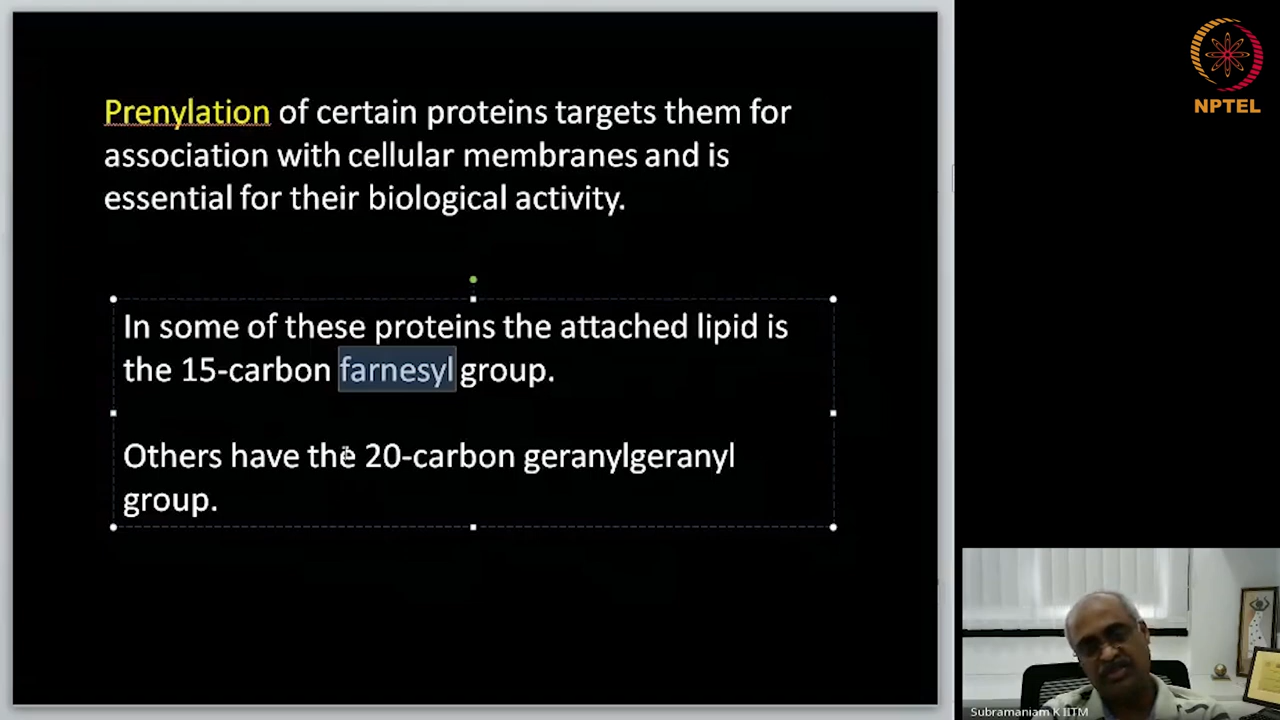 Prenylation of certain proteins targets them for
association with cellular membranes and is
essential for their biological activity.
In some of these proteins the attached lipid is
the 15-carbon farnesyl group.
Others have the 20-carbon geranylgeranyl
group.
NPTEL
Subramaniam K IITM